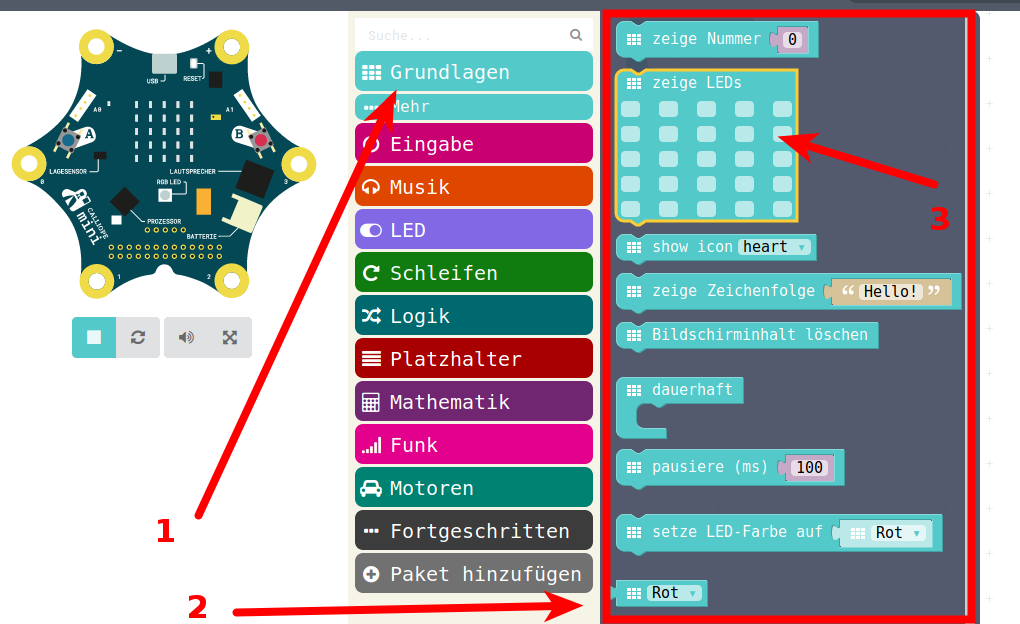 USB
RESET
A0
A1
A
B
LAGESENSOR
LAUTSPRECHER
0
3
RGB LED
CALLIOPE
mini
PROZESSOR
BATTERIE
1
2
1
2
Suche...
Grundlagen
Mehr
Eingabe
Musik
LED
Schleifen
Logik
Platzhalter
Mathematik
Funk
Motoren
Fortgeschritten
Paket hinzufügen
zeige Nummer 0
zeige LEDs
3
show icon heart
zeige Zeichenfolge “ Hello! ”
Bildschirminhalt löschen
dauerhaft
pausiere (ms) 100
setze LED-Farbe auf Rot
Rot